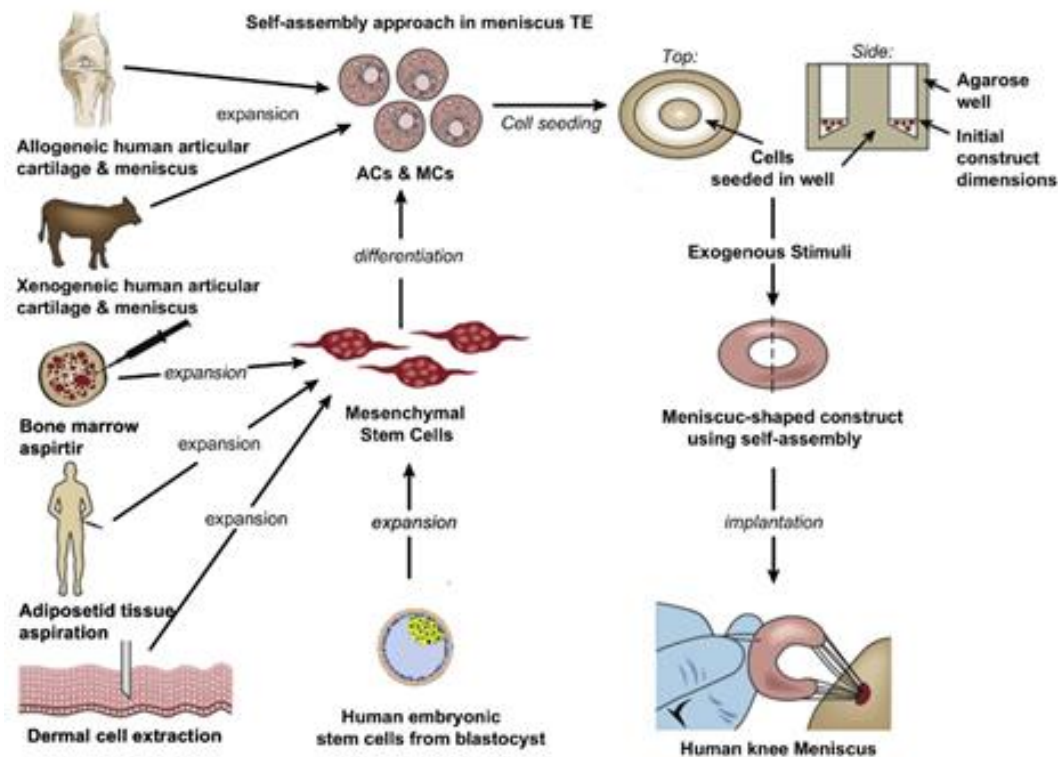 Self-assembly approach in meniscus TE
expansion
Allogeneic human articular
cartilage & meniscus
ACs & MCs
Cell seeding
Top:
Side:
Agarose
well
Initial
construct
dimensions
Cells
seeded in well
Xenogeneic human articular
cartilage & meniscus
differentiation
Exogenous Stimuli
expansion
Bone marrow
aspirtir
Mesenchymal
Stem Cells
Meniscuc-shaped construct
using self-assembly
expansion
expansion
expansion
implantation
Adiposetid tissue
aspiration
Dermal cell extraction
Human embryonic
stem cells from blastocyst
Human knee Meniscus